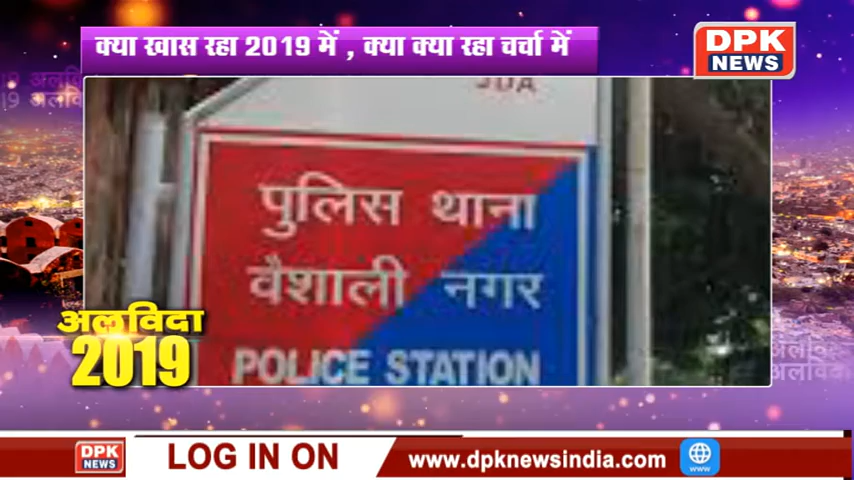 क्या खास रहा 2019 में , क्या क्या रहा चर्चा में
DPK
NEWS
JDA
पुलिस थाना
वैशाली नगर
POLICE STATION
अलविदा
2019
DPK
NEWS
LOG IN ON
www.dpknewsindia.com